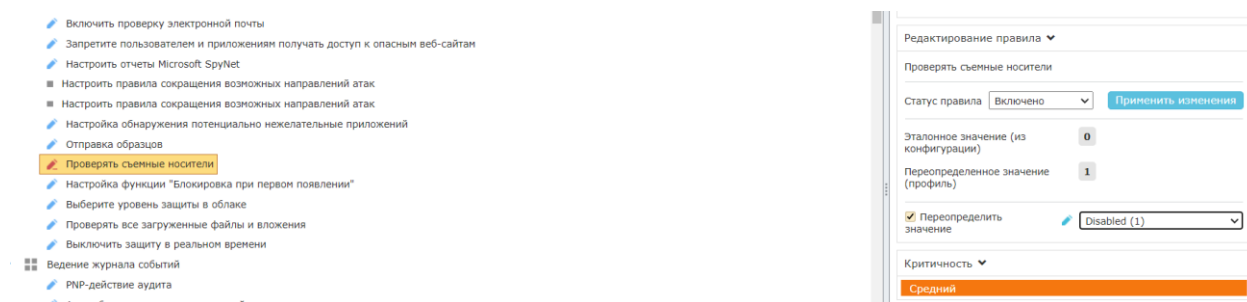 Включить проверку электронной почты
Запретите пользователем и приложениям получать доступ к опасным веб-сайтам
Настроить отчеты Microsoft SpyNet
Настроить правила сокращения возможных направлений атак
Настроить правила сокращения возможных направлений атак
Настройка обнаружения потенциально нежелательные приложений
Отправка образцов
Проверять съемные носители
Настройка функции "Блокировка при первом появлении"
Выберите уровень защиты в облаке
Проверять все загруженные файлы и вложения
Выключить защиту в реальном времени
Ведение журнала событий
PNP-действие аудита
Редактирование правила
Проверять съемные носители
Статус правила Включено Применить изменения
Эталонное значение (из 0
конфигурации)
Переопределенное значение 1
(профиль)
Переопределить Disabled (1)
значение
Критичность
Средний